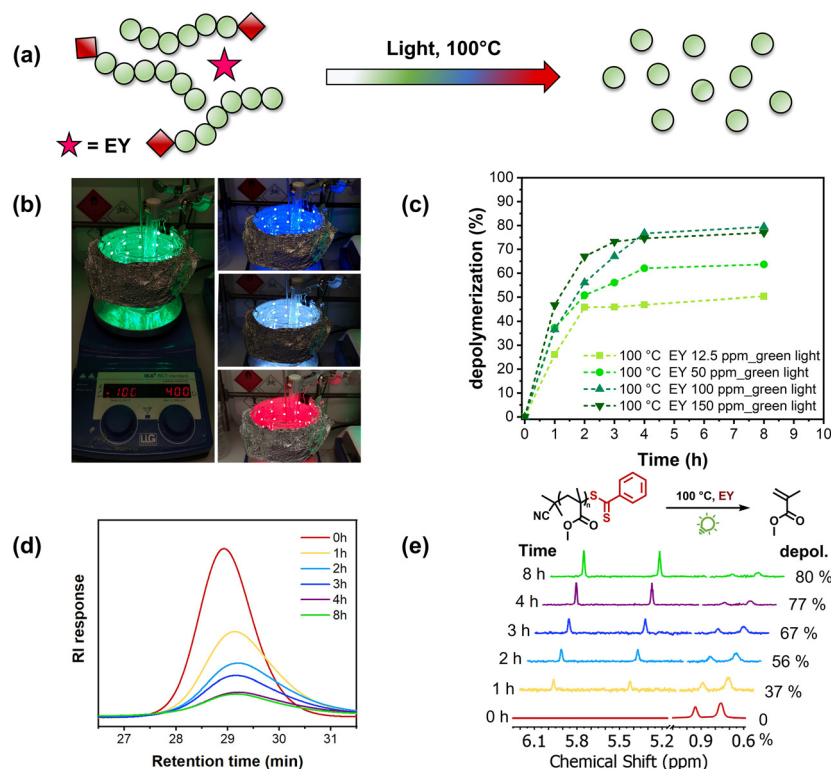 (a)
Light, 100°C
= EY
(b)
-100
400
LLG
(c)
depolymerization (%)
100
90
80
70
60
50
40
30
20
10
0
100 °C EY 12.5 ppm_green light
100 °C EY 50 ppm_green light
100 °C EY 100 ppm_green light
100 °C EY 150 ppm_green light
0 1 2 3 4 5 6 7 8 9 10
Time (h)
(d)
RI response
0h
1h
2h
3h
4h
8h
27 28 29 30 31
Retention time (min)
NC
n
S
S
O
O
100 °C, EY
O
O
(e)
Time
depol.
8 h
80 %
4 h
77 %
3 h
67 %
2 h
56 %
1 h
37 %
0 h
0
%
6.1 5.8 5.5 5.2 0.9 0.6
Chemical Shift (ppm)